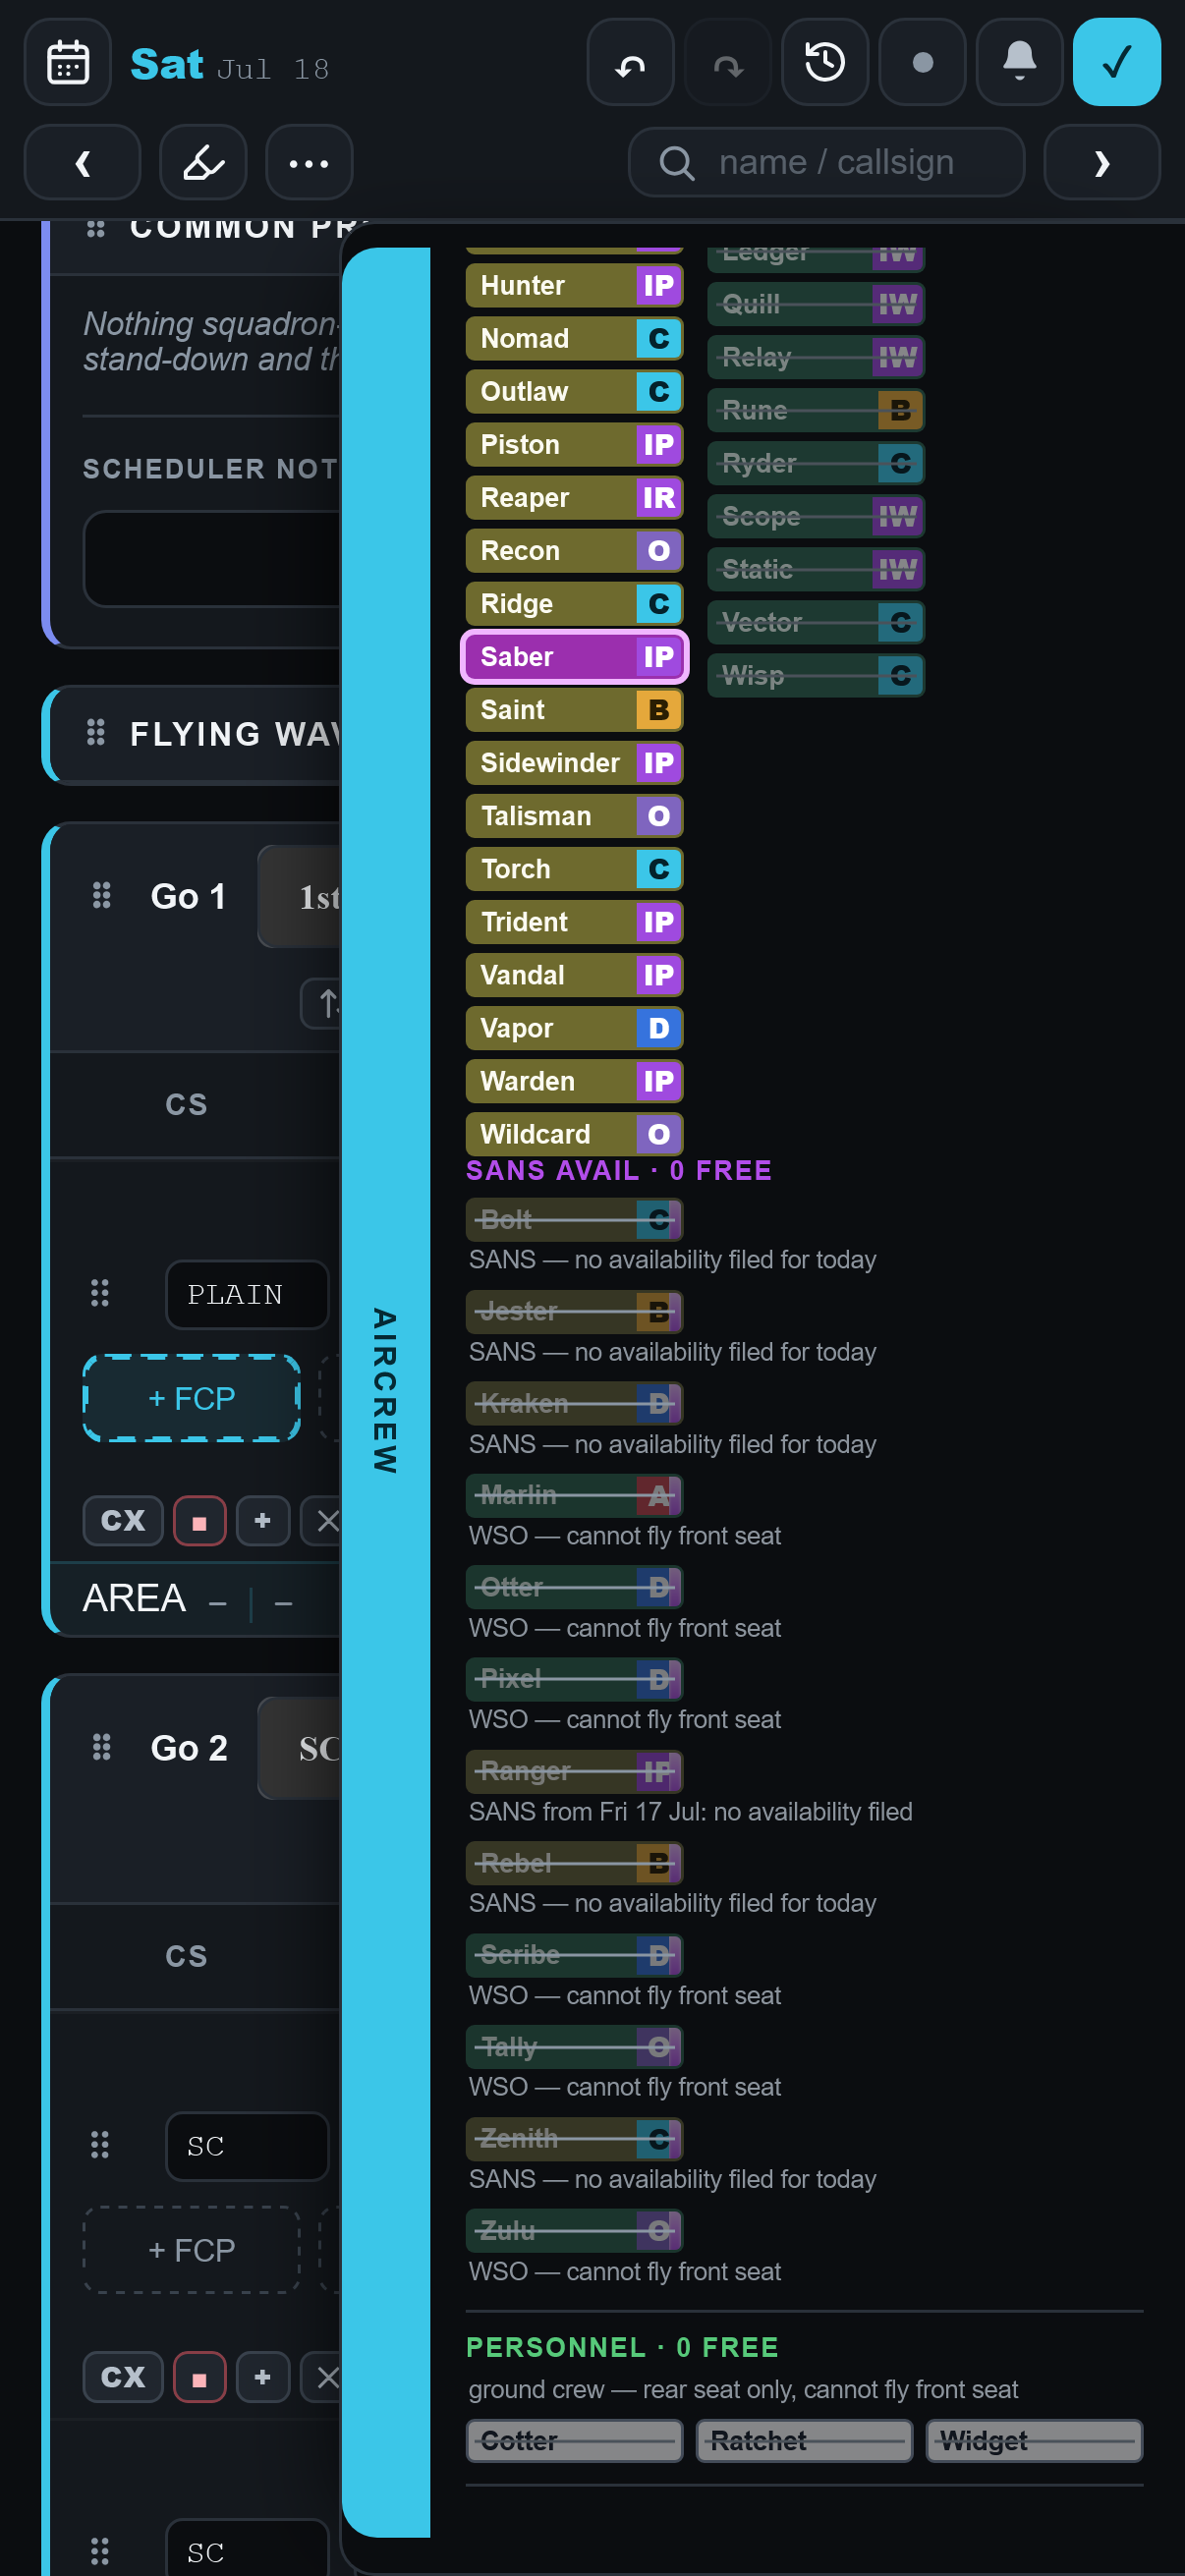 Sat Jul 18
name / callsign
COMMON PR
Nothing squadron-
stand-down and th
SCHEDULER NOT
FLYING WAV
Go 1
1st
CS
PLAIN
+ FCP
CX
+
AREA – | –
Go 2
SC
CS
SC
+ FCP
CX
+
SC
AIRCREW
Hunter IP
Nomad C
Outlaw C
Piston IP
Reaper IR
Recon O
Ridge C
Saber IP
Saint B
Sidewinder IP
Talisman O
Torch C
Trident IP
Vandal IP
Vapor D
Warden IP
Wildcard O
Ledger IW
Quill IW
Relay IW
Rune B
Ryder C
Scope IW
Static IW
Vector C
Wisp C
SANS AVAIL · 0 FREE
Bolt C
SANS — no availability filed for today
Jester B
SANS — no availability filed for today
Kraken D
SANS — no availability filed for today
Marlin A
WSO — cannot fly front seat
Otter D
WSO — cannot fly front seat
Pixel D
WSO — cannot fly front seat
Ranger IP
SANS from Fri 17 Jul: no availability filed
Rebel B
SANS — no availability filed for today
Scribe D
WSO — cannot fly front seat
Tally O
WSO — cannot fly front seat
Zenith C
SANS — no availability filed for today
Zulu O
WSO — cannot fly front seat
PERSONNEL · 0 FREE
ground crew — rear seat only, cannot fly front seat
Cotter Ratchet Widget